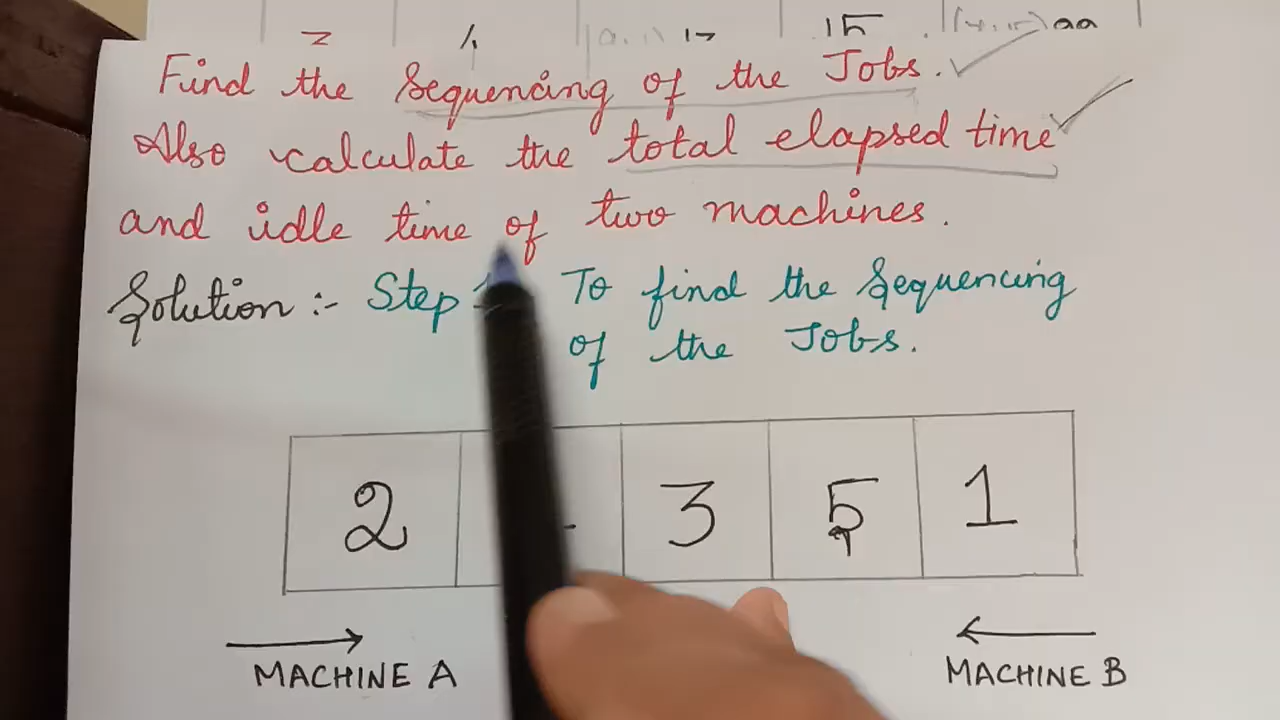 15
Find the Sequencing of the Jobs.
Also calculate the total elapsed time
and idle time of two machines.
Solution :- Step To find the Sequencing
of the Jobs.
2 3 5 1
MACHINE A MACHINE B